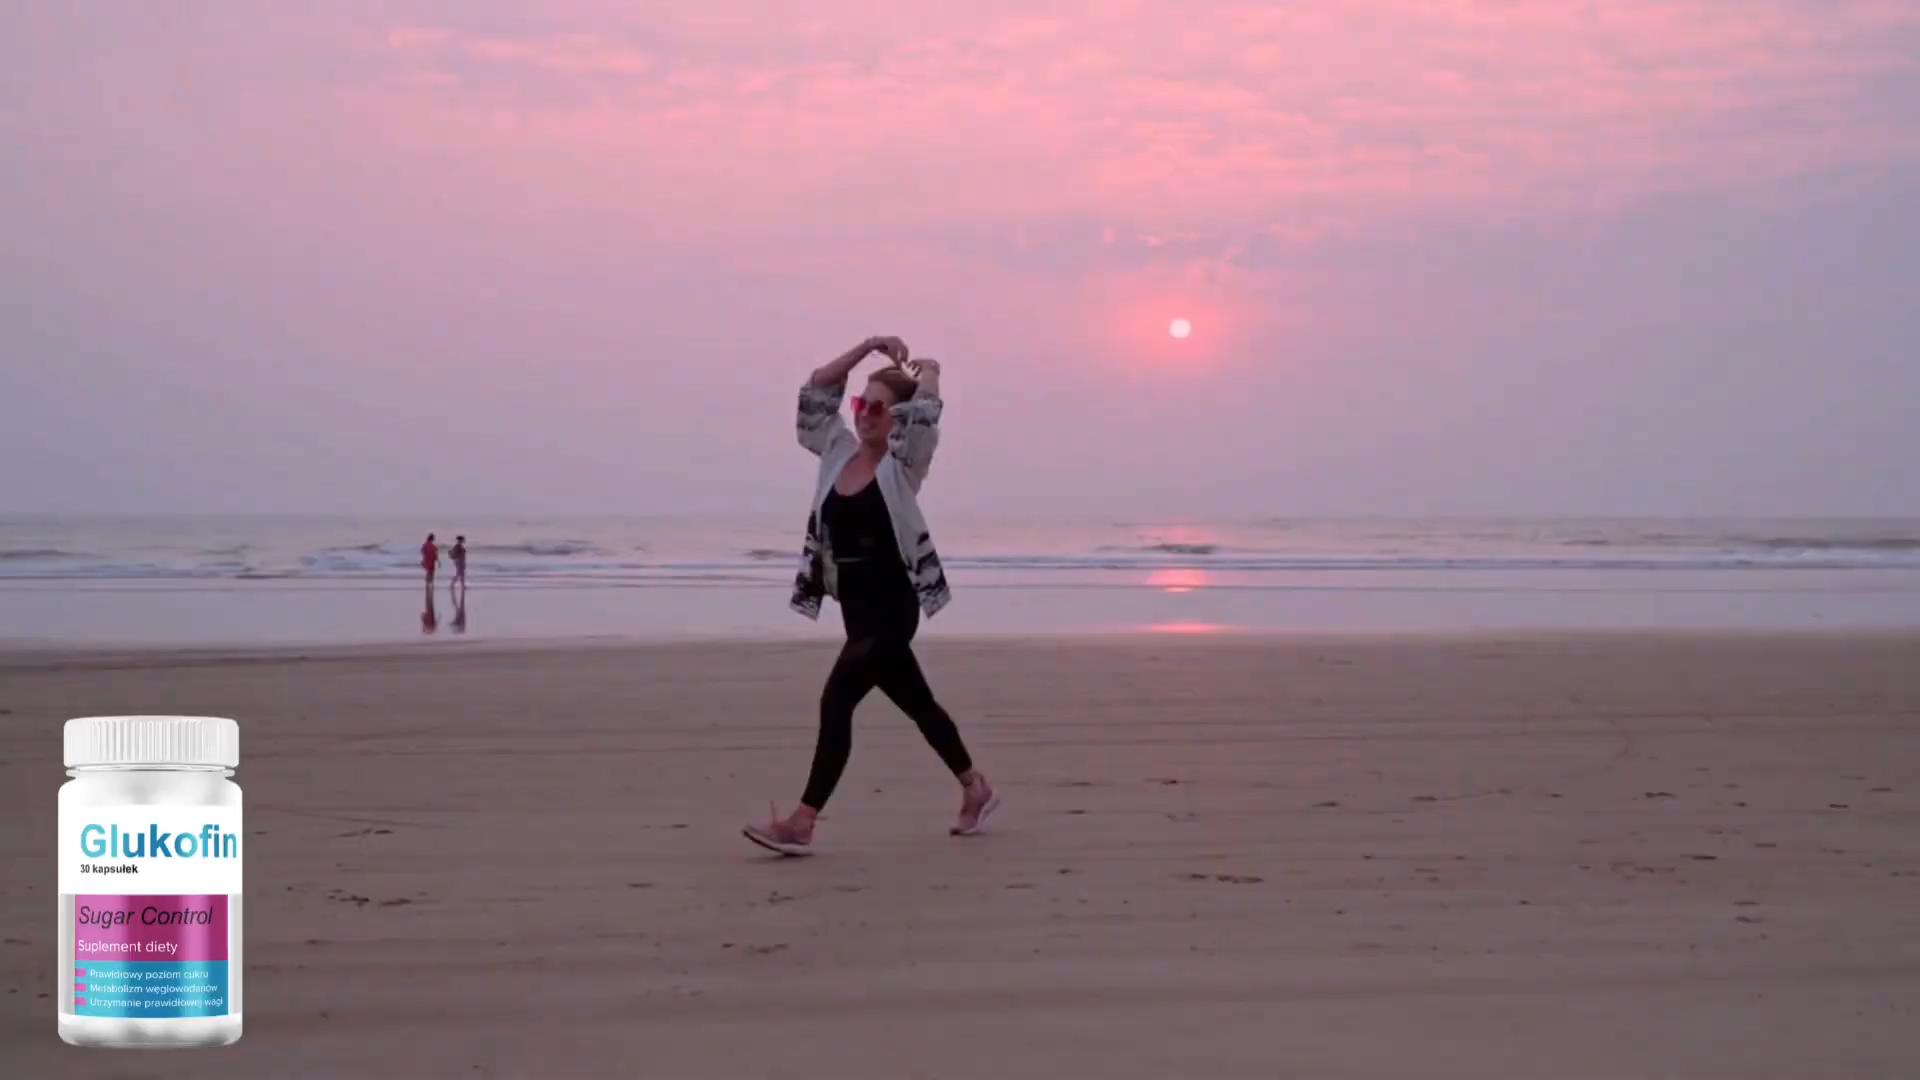 Glukofin
30 kapsułek
Sugar Control
Suplement diety
Prawidłowy poziom cukru
Metabolizm węglowodanów
Utrzymanie prawidłowej wagi